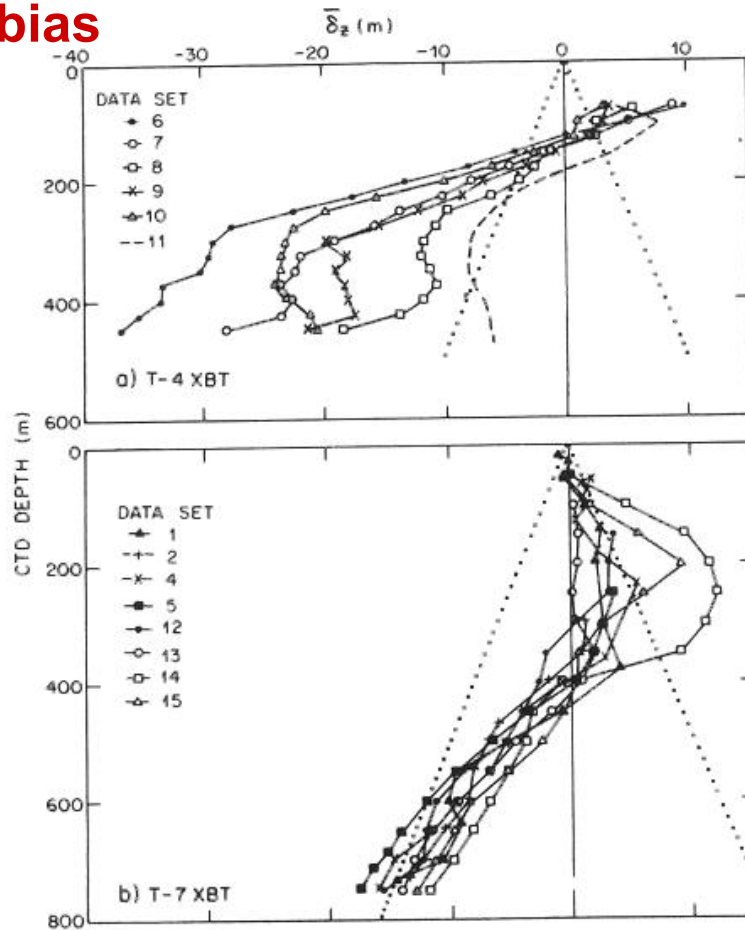 bias
δ̄z (m)
-40 -30 -20 -10 0 10
0
DATA SET
6
7
8
9
10
--- 11
200
400
a) T-4 XBT
600
CTD DEPTH (m)
0
DATA SET
1
2
4
5
12
13
14
15
200
400
600
b) T-7 XBT
800